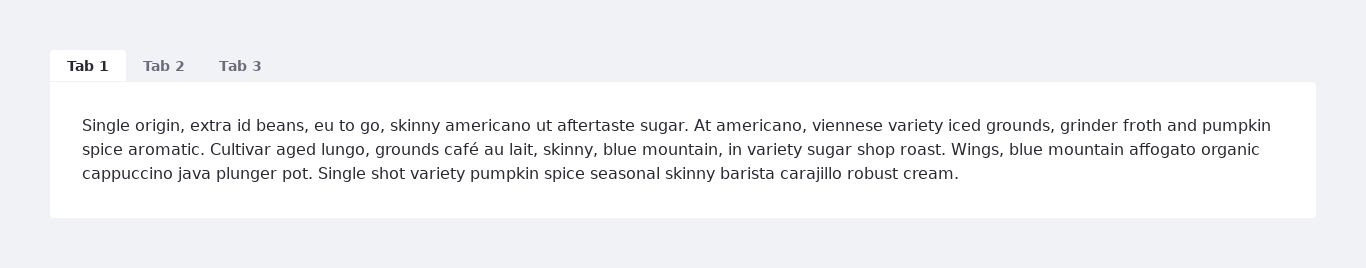 Tab 1 Tab 2 Tab 3
Single origin, extra id beans, eu to go, skinny americano ut aftertaste sugar. At americano, viennese variety iced grounds, grinder froth and pumpkin
spice aromatic. Cultivar aged lungo, grounds café au lait, skinny, blue mountain, in variety sugar shop roast. Wings, blue mountain affogato organic
cappuccino java plunger pot. Single shot variety pumpkin spice seasonal skinny barista carajillo robust cream.